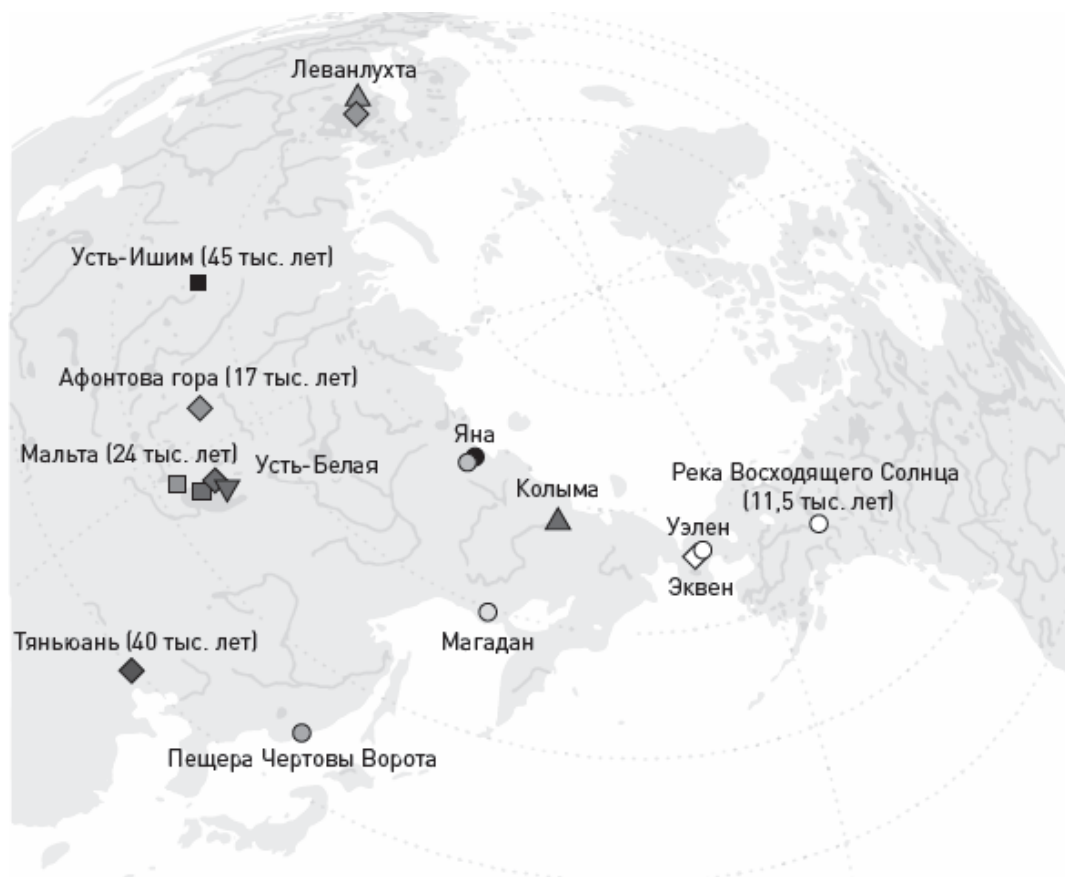 Леванлухта
Усть-Ишим (45 тыс. лет)
Афонтова гора (17 тыс. лет)
Яна
Мальта (24 тыс. лет)
Усть-Белая
Река Восходящего Солнца
(11,5 тыс. лет)
Колыма
Уэлен
Эквен
Магадан
Тяньюань (40 тыс. лет)
Пещера Чертовы Ворота